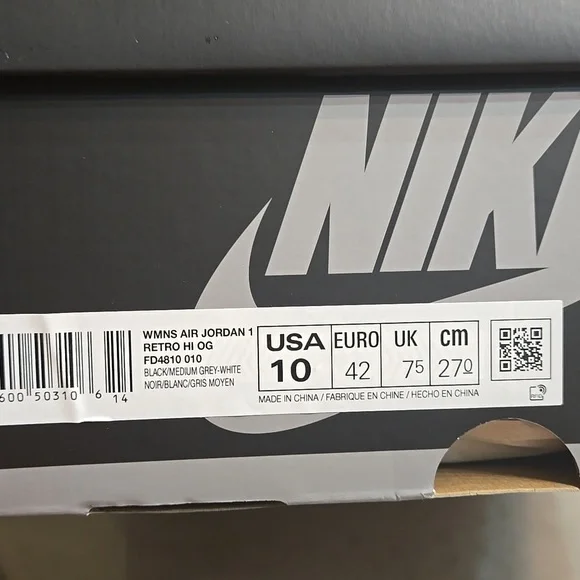 NIK
WMNS AIR JORDAN 1
RETRO HI OG
FD4810 010
BLACK/MEDIUM GREY-WHITE
NOIR/BLANC/GRIS MOYEN
600 50310 6 14
USA
10
EURO
42
UK
75
cm
270
MADE IN CHINA / FABRIQUE EN CHINE / HECHO EN CHINA